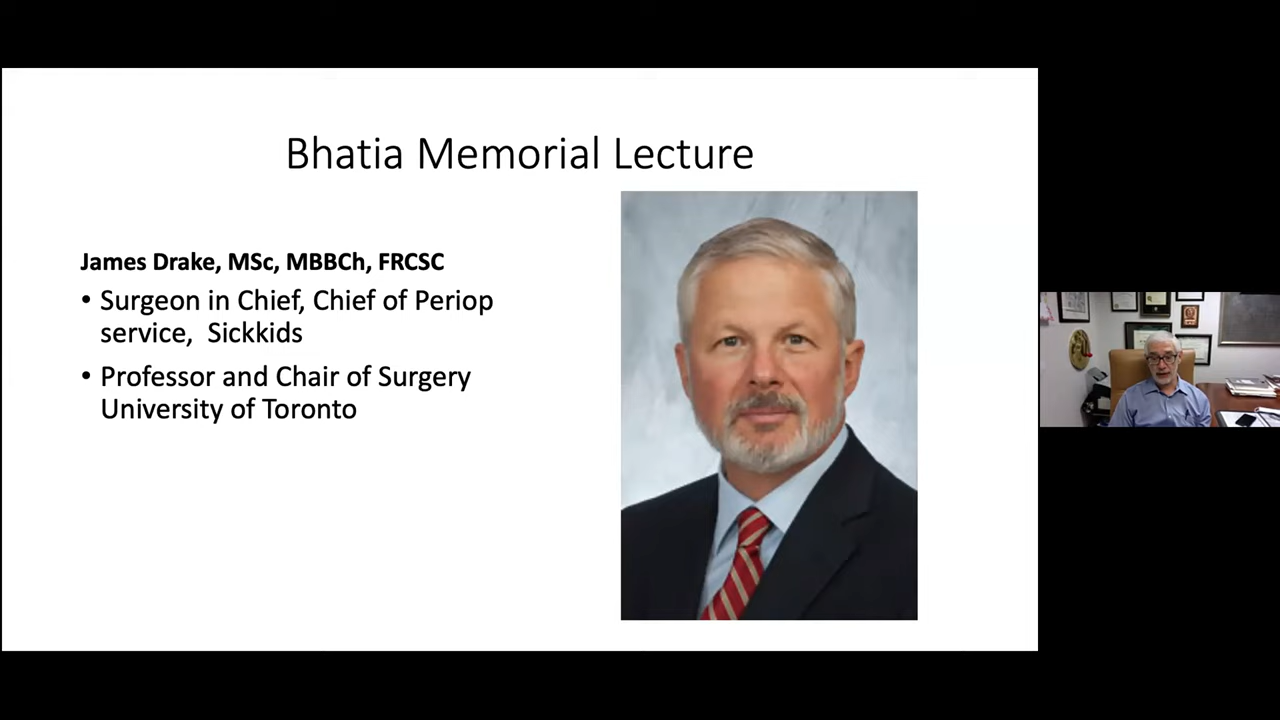 Bhatia Memorial Lecture
James Drake, MSc, MBBCh, FRCSC
• Surgeon in Chief, Chief of Periop
service, Sickkids
• Professor and Chair of Surgery
University of Toronto